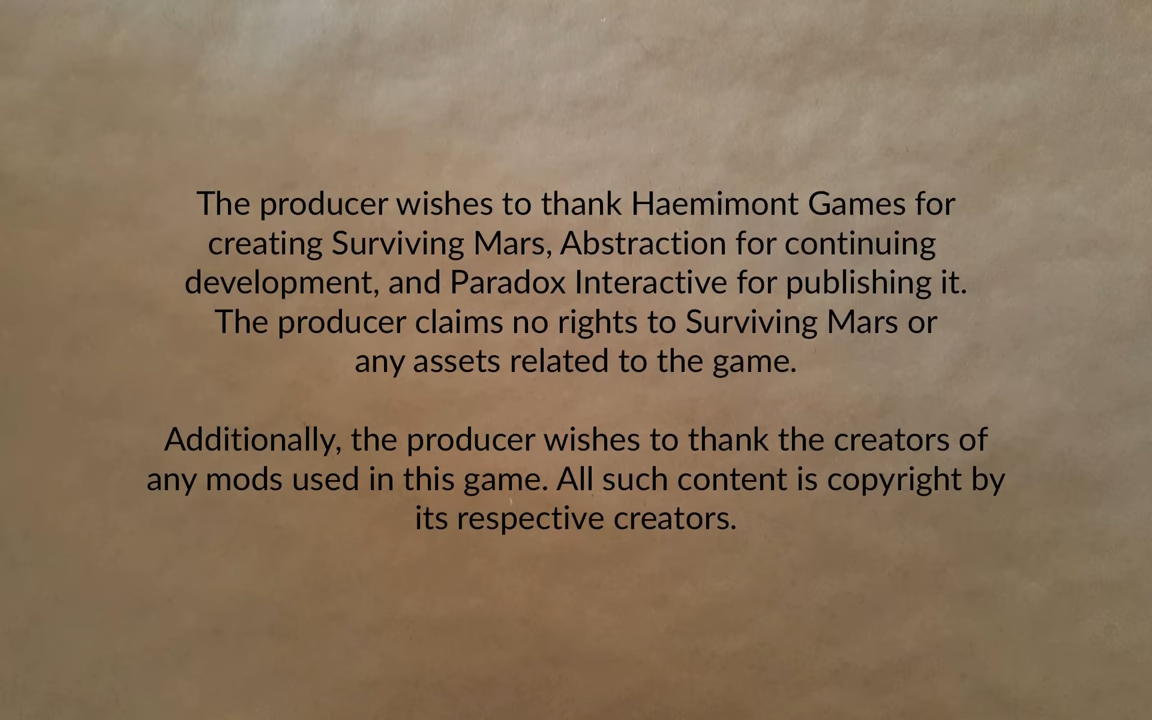 The producer wishes to thank Haemimont Games for
creating Surviving Mars, Abstraction for continuing
development, and Paradox Interactive for publishing it.
The producer claims no rights to Surviving Mars or
any assets related to the game.
Additionally, the producer wishes to thank the creators of
any mods used in this game. All such content is copyright by
its respective creators.